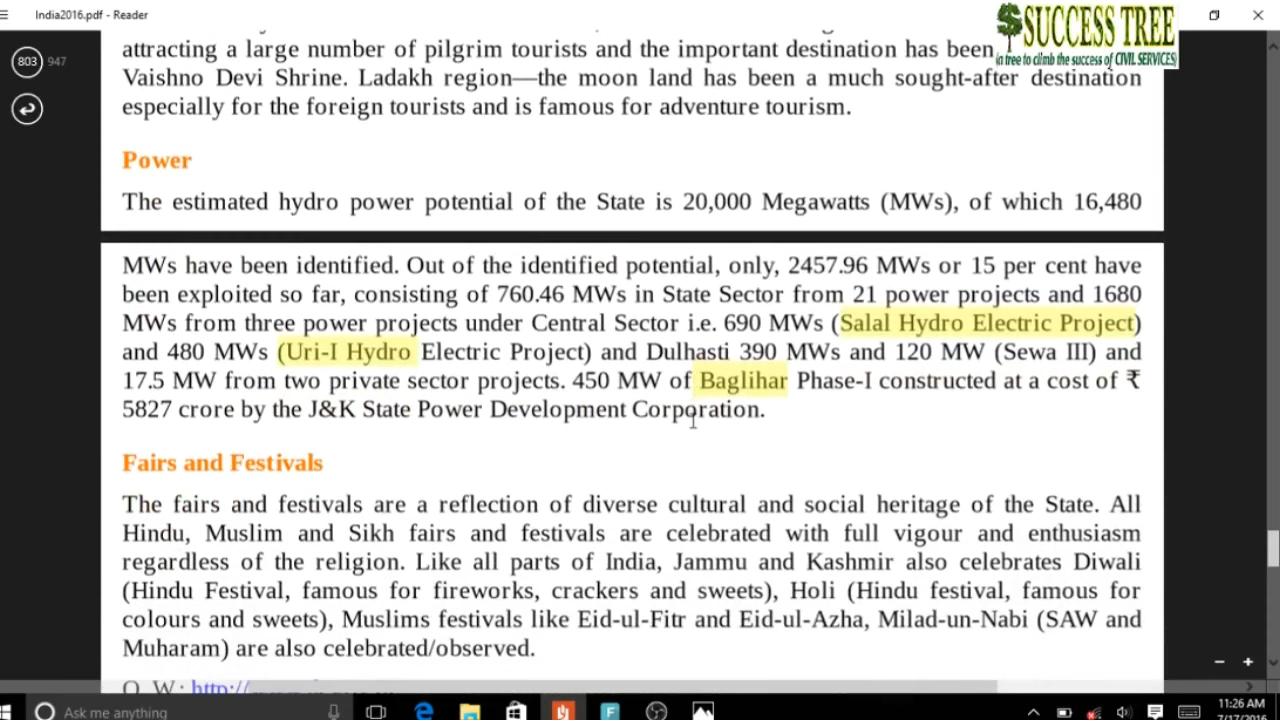 India2016.pdf - Reader
SUCCESS TREE
(a tree to climb the success of CIVIL SERVICES)
803 947
attracting a large number of pilgrim tourists and the important destination has been
Vaishno Devi Shrine. Ladakh region—the moon land has been a much sought-after destination
especially for the foreign tourists and is famous for adventure tourism.
Power
The estimated hydro power potential of the State is 20,000 Megawatts (MWs), of which 16,480
MWs have been identified. Out of the identified potential, only, 2457.96 MWs or 15 per cent have
been exploited so far, consisting of 760.46 MWs in State Sector from 21 power projects and 1680
MWs from three power projects under Central Sector i.e. 690 MWs (Salal Hydro Electric Project)
and 480 MWs (Uri-I Hydro Electric Project) and Dulhasti 390 MWs and 120 MW (Sewa III) and
17.5 MW from two private sector projects. 450 MW of Baglihar Phase-I constructed at a cost of ₹
5827 crore by the J&K State Power Development Corporation.
Fairs and Festivals
The fairs and festivals are a reflection of diverse cultural and social heritage of the State. All
Hindu, Muslim and Sikh fairs and festivals are celebrated with full vigour and enthusiasm
regardless of the religion. Like all parts of India, Jammu and Kashmir also celebrates Diwali
(Hindu Festival, famous for fireworks, crackers and sweets), Holi (Hindu festival, famous for
colours and sweets), Muslims festivals like Eid-ul-Fitr and Eid-ul-Azha, Milad-un-Nabi (SAW and
Muharam) are also celebrated/observed.
http://
Ask me anything
11:26 AM
7/17/2016